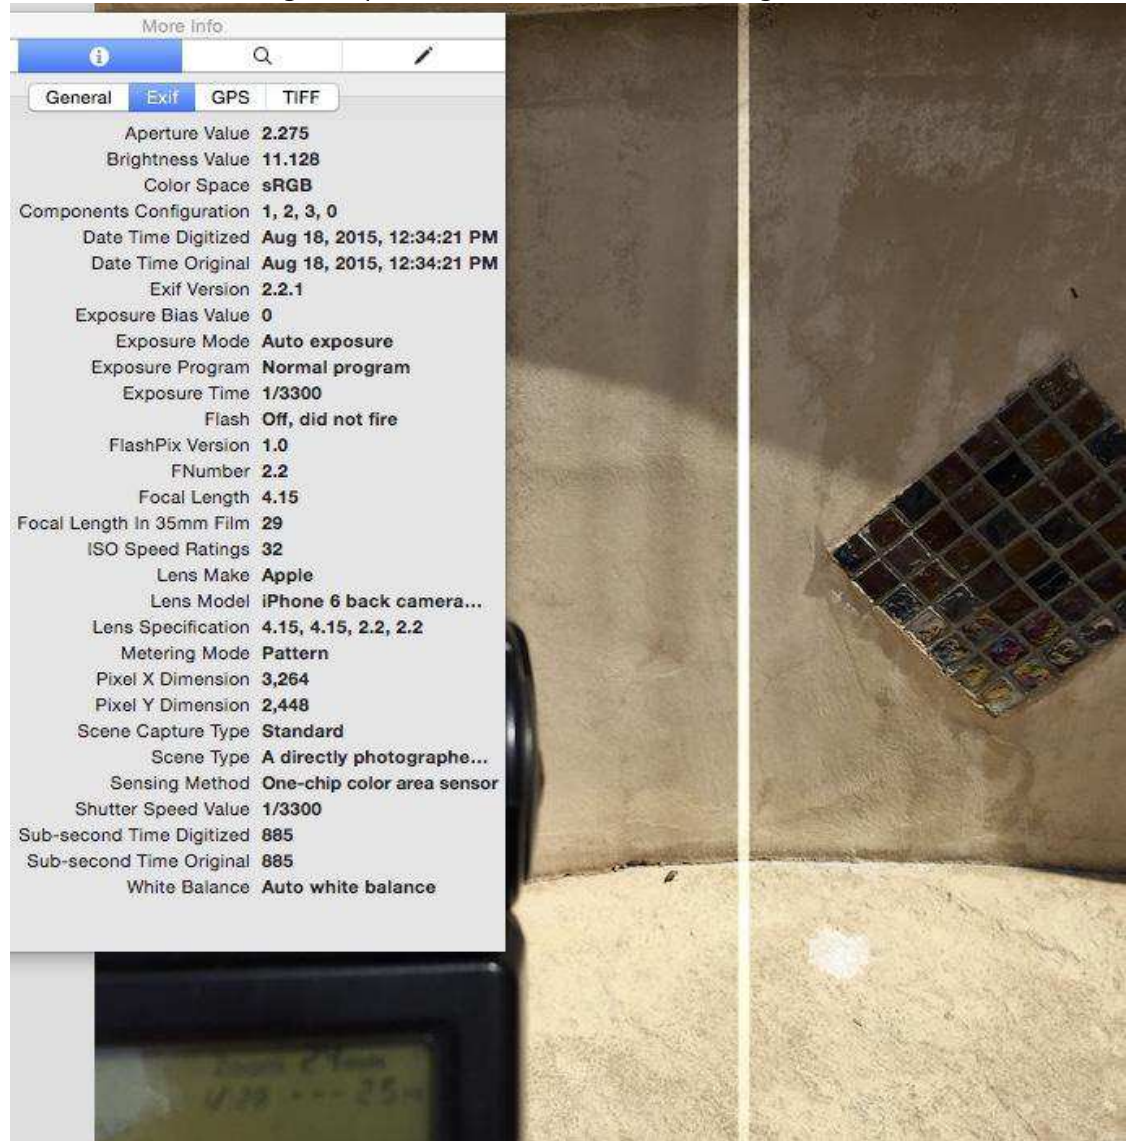 More Info
General Exif GPS TIFF
Aperture Value 2.275
Brightness Value 11.128
Color Space sRGB
Components Configuration 1, 2, 3, 0
Date Time Digitized Aug 18, 2015, 12:34:21 PM
Date Time Original Aug 18, 2015, 12:34:21 PM
Exif Version 2.2.1
Exposure Bias Value 0
Exposure Mode Auto exposure
Exposure Program Normal program
Exposure Time 1/3300
Flash Off, did not fire
FlashPix Version 1.0
FNumber 2.2
Focal Length 4.15
Focal Length In 35mm Film 29
ISO Speed Ratings 32
Lens Make Apple
Lens Model iPhone 6 back camera...
Lens Specification 4.15, 4.15, 2.2, 2.2
Metering Mode Pattern
Pixel X Dimension 3,264
Pixel Y Dimension 2,448
Scene Capture Type Standard
Scene Type A directly photographe...
Sensing Method One-chip color area sensor
Shutter Speed Value 1/3300
Sub-second Time Digitized 885
Sub-second Time Original 885
White Balance Auto white balance
Zoom 24mm